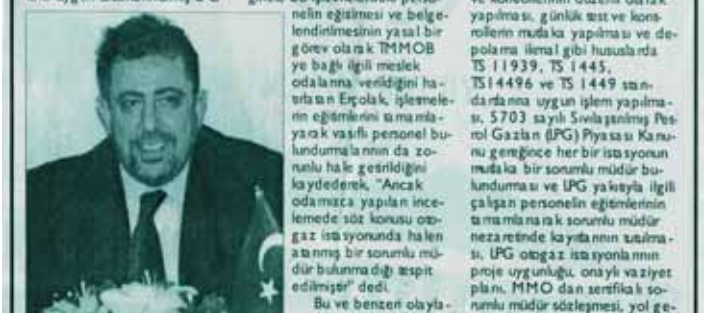 nelin eğitilmesi ve belge-
lendirilmesinin yasal bir
görev olarak TMMOB
ye bağlı ilgili meslek
odalarına verildiğini ha-
tırlatan Erçolak, işletmele-
rin eğitimlerini tamamla-
yarak vasıflı personel bu-
lundurmalarının da zo-
runlu hale getirildiğini
kaydederek, "Ancak
odamızca yapılan ince-
lemede söz konusu oto-
gaz istasyonunda halen
atanmış bir sorumlu mü-
dür bulunmadığı tespit
edilmiştir" dedi.
Bu ve benzeri olayla-
yapılması, günlük test ve kont-
rollerin mutlaka yapılması ve de-
polama ikmal gibi hususlarda
TS 11939, TS 1445,
TS14496 ve TS 1449 stan-
dartlarına uygun işlem yapılma-
sı, 5703 sayılı Sıvılaştırılmış Pet-
rol Gazları (LPG) Piyasası Kanu-
nu gereğince her bir istasyonun
mutlaka bir sorumlu müdür bu-
lundurması ve LPG yakıtıyla ilgili
çalışan personelin eğitimlerinin
tamamlanarak sorumlu müdür
nezaretinde kayıtlarının tutulma-
sı, LPG otogaz istasyonlarının
proje uygunluğu, onaylı vaziyet
planı, MMO dan sertifikalı so-
rumlu müdür sözleşmesi, yol ge-